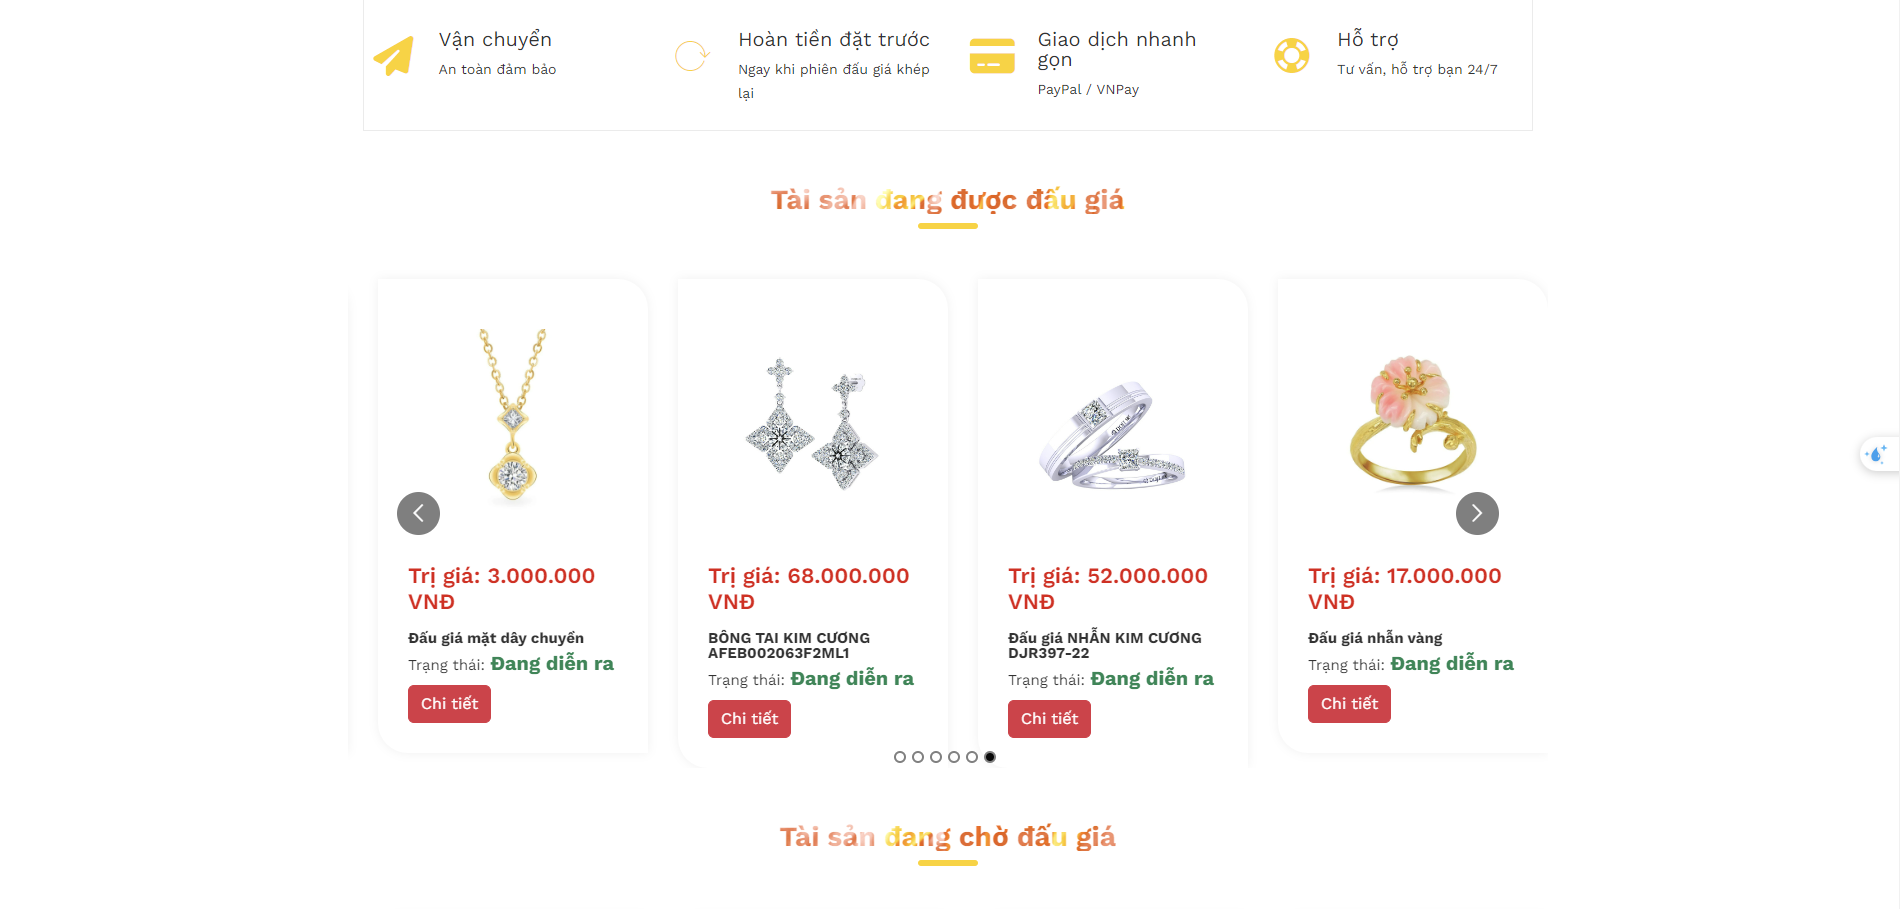 Vận chuyển
An toàn đảm bảo
Hoàn tiền đặt trước
Ngay khi phiên đấu giá khép
lại
Giao dịch nhanh
gọn
PayPal / VNPay
Hỗ trợ
Tư vấn, hỗ trợ bạn 24/7
Tài sản đang được đấu giá
Trị giá: 3.000.000
VNĐ
Đấu giá mặt dây chuyền
Trạng thái: Đang diễn ra
Chi tiết
Trị giá: 68.000.000
VNĐ
BÔNG TAI KIM CƯƠNG
AFEB002063F2ML1
Trạng thái: Đang diễn ra
Chi tiết
Trị giá: 52.000.000
VNĐ
Đấu giá NHẪN KIM CƯƠNG
DJR397-22
Trạng thái: Đang diễn ra
Chi tiết
Trị giá: 17.000.000
VNĐ
Đấu giá nhẫn vàng
Trạng thái: Đang diễn ra
Chi tiết
Tài sản đang chờ đấu giá